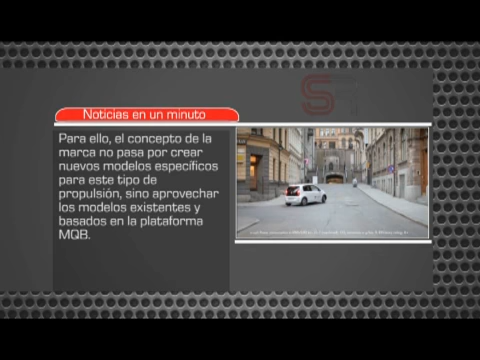 SR
Noticias en un minuto
Para ello, el concepto de la
marca no pasa por crear
nuevos modelos específicos
para este tipo de
propulsión, sino aprovechar
los modelos existentes y
basados en la plataforma
MQB.